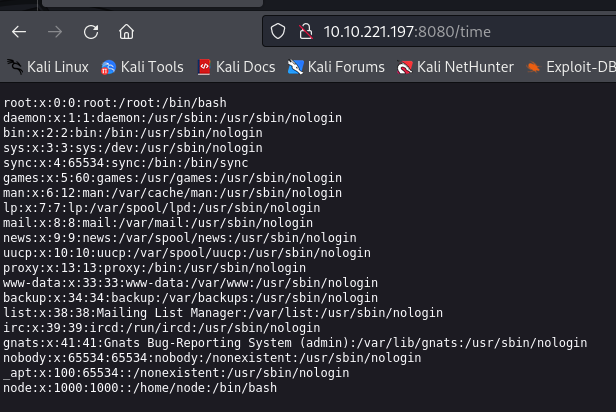 10.10.221.197:8080/time
Kali Linux Kali Tools Kali Docs Kali Forums Kali NetHunter Exploit-DB
root:x:0:0:root:/root:/bin/bash
daemon:x:1:1:daemon:/usr/sbin:/usr/sbin/nologin
bin:x:2:2:bin:/bin:/usr/sbin/nologin
sys:x:3:3:sys:/dev:/usr/sbin/nologin
sync:x:4:65534:sync:/bin:/bin/sync
games:x:5:60:games:/usr/games:/usr/sbin/nologin
man:x:6:12:man:/var/cache/man:/usr/sbin/nologin
lp:x:7:7:lp:/var/spool/lpd:/usr/sbin/nologin
mail:x:8:8:mail:/var/mail:/usr/sbin/nologin
news:x:9:9:news:/var/spool/news:/usr/sbin/nologin
uucp:x:10:10:uucp:/var/spool/uucp:/usr/sbin/nologin
proxy:x:13:13:proxy:/bin:/usr/sbin/nologin
www-data:x:33:33:www-data:/var/www:/usr/sbin/nologin
backup:x:34:34:backup:/var/backups:/usr/sbin/nologin
list:x:38:38:Mailing List Manager:/var/list:/usr/sbin/nologin
irc:x:39:39:ircd:/run/ircd:/usr/sbin/nologin
gnats:x:41:41:Gnats Bug-Reporting System (admin):/var/lib/gnats:/usr/sbin/nologin
nobody:x:65534:65534:nobody:/nonexistent:/usr/sbin/nologin
_apt:x:100:65534::/nonexistent:/usr/sbin/nologin
node:x:1000:1000::/home/node:/bin/bash